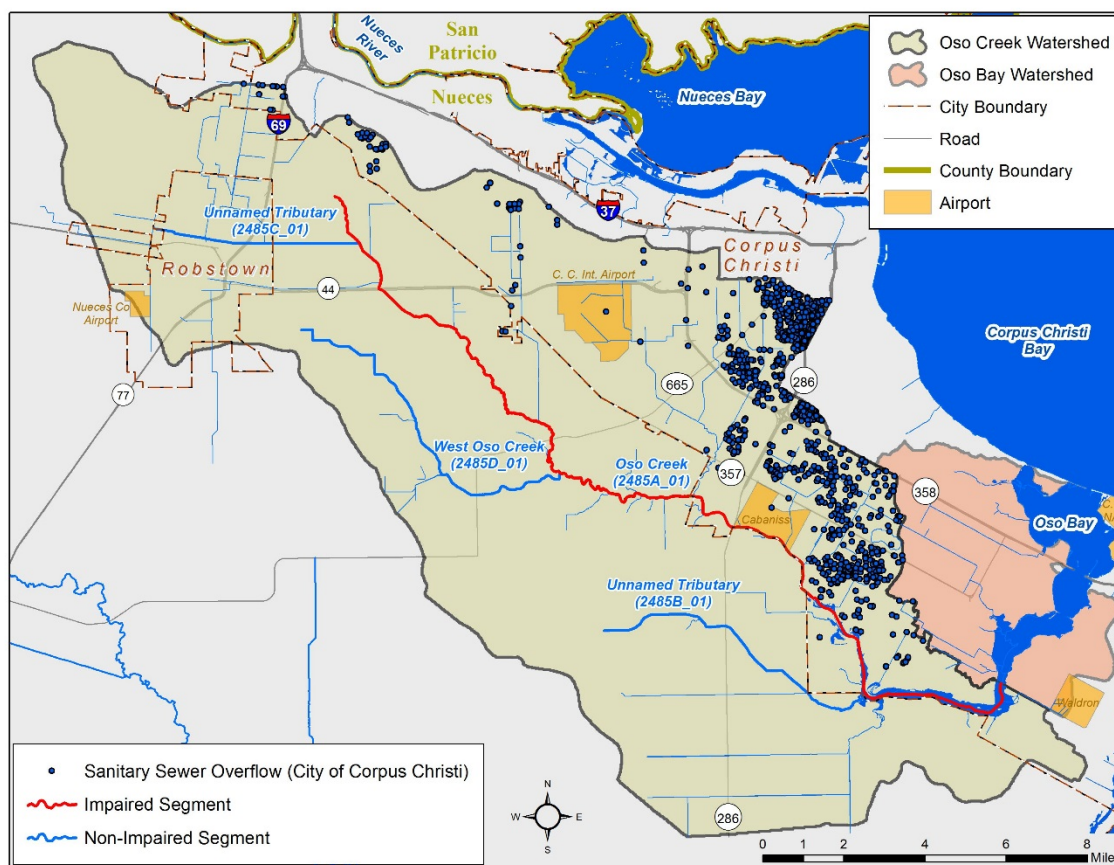 San
Patricio
Nueces
River
Nueces
Nueces Bay
Oso Creek Watershed
Oso Bay Watershed
City Boundary
Road
County Boundary
Airport
69
37
Unnamed Tributary
(2485C_01)
Robstown
Corpus
Christi
C. C. Int. Airport
44
Nueces Co
Airport
Corpus Christi
Bay
77
665
286
West Oso Creek
(2485D_01)
Oso Creek
(2485A_01)
357
358
Cabaniss
Oso Bay
Unnamed Tributary
(2485B_01)
Waldron
286
Sanitary Sewer Overflow (City of Corpus Christi)
Impaired Segment
Non-Impaired Segment
N
W
E
S
0 1 2 4 6 8
Miles